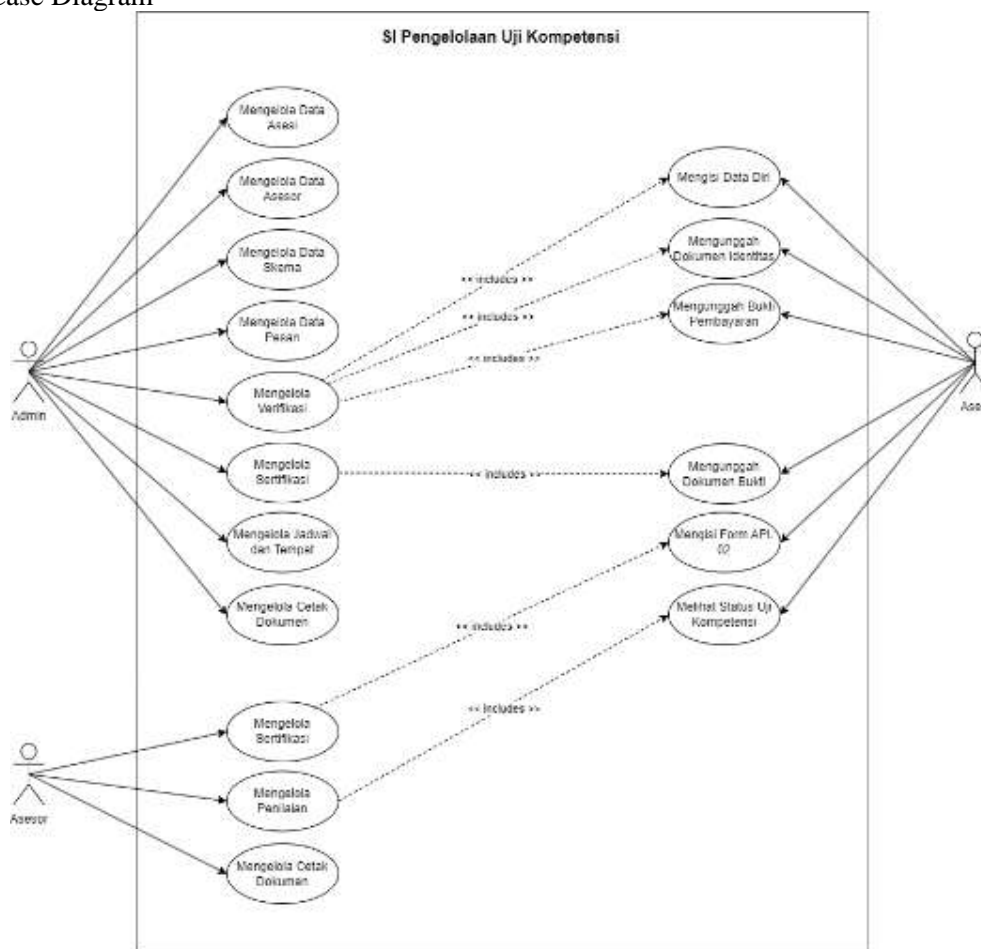 Case Diagram
SI Pengelolaan Uji Kompetensi
Mengelola Data
Asesi
Mengelola Data
Asesor
Mengelola Data
Skema
Mengelola Data
Pesan
Mengelola
Verifikasi
Mengelola
Sertifikasi
Mengelola Jadwal
dan Tempat
Mengelola Cetak
Dokumen
Admin
Mengelola
Sertifikasi
Mengelola
Penilaian
Mengelola Cetak
Dokumen
Asesor
<< includes >>
<< includes >>
<< includes >>
<< includes >>
<< includes >>
<< includes >>
Mengisi Data Diri
Mengunggah
Dokumen Identitas
Mengunggah Bukti
Pembayaran
Mengunggah
Dokumen Bukti
Mengisi Form APL
02
Melihat Status Uji
Kompetensi
Ase